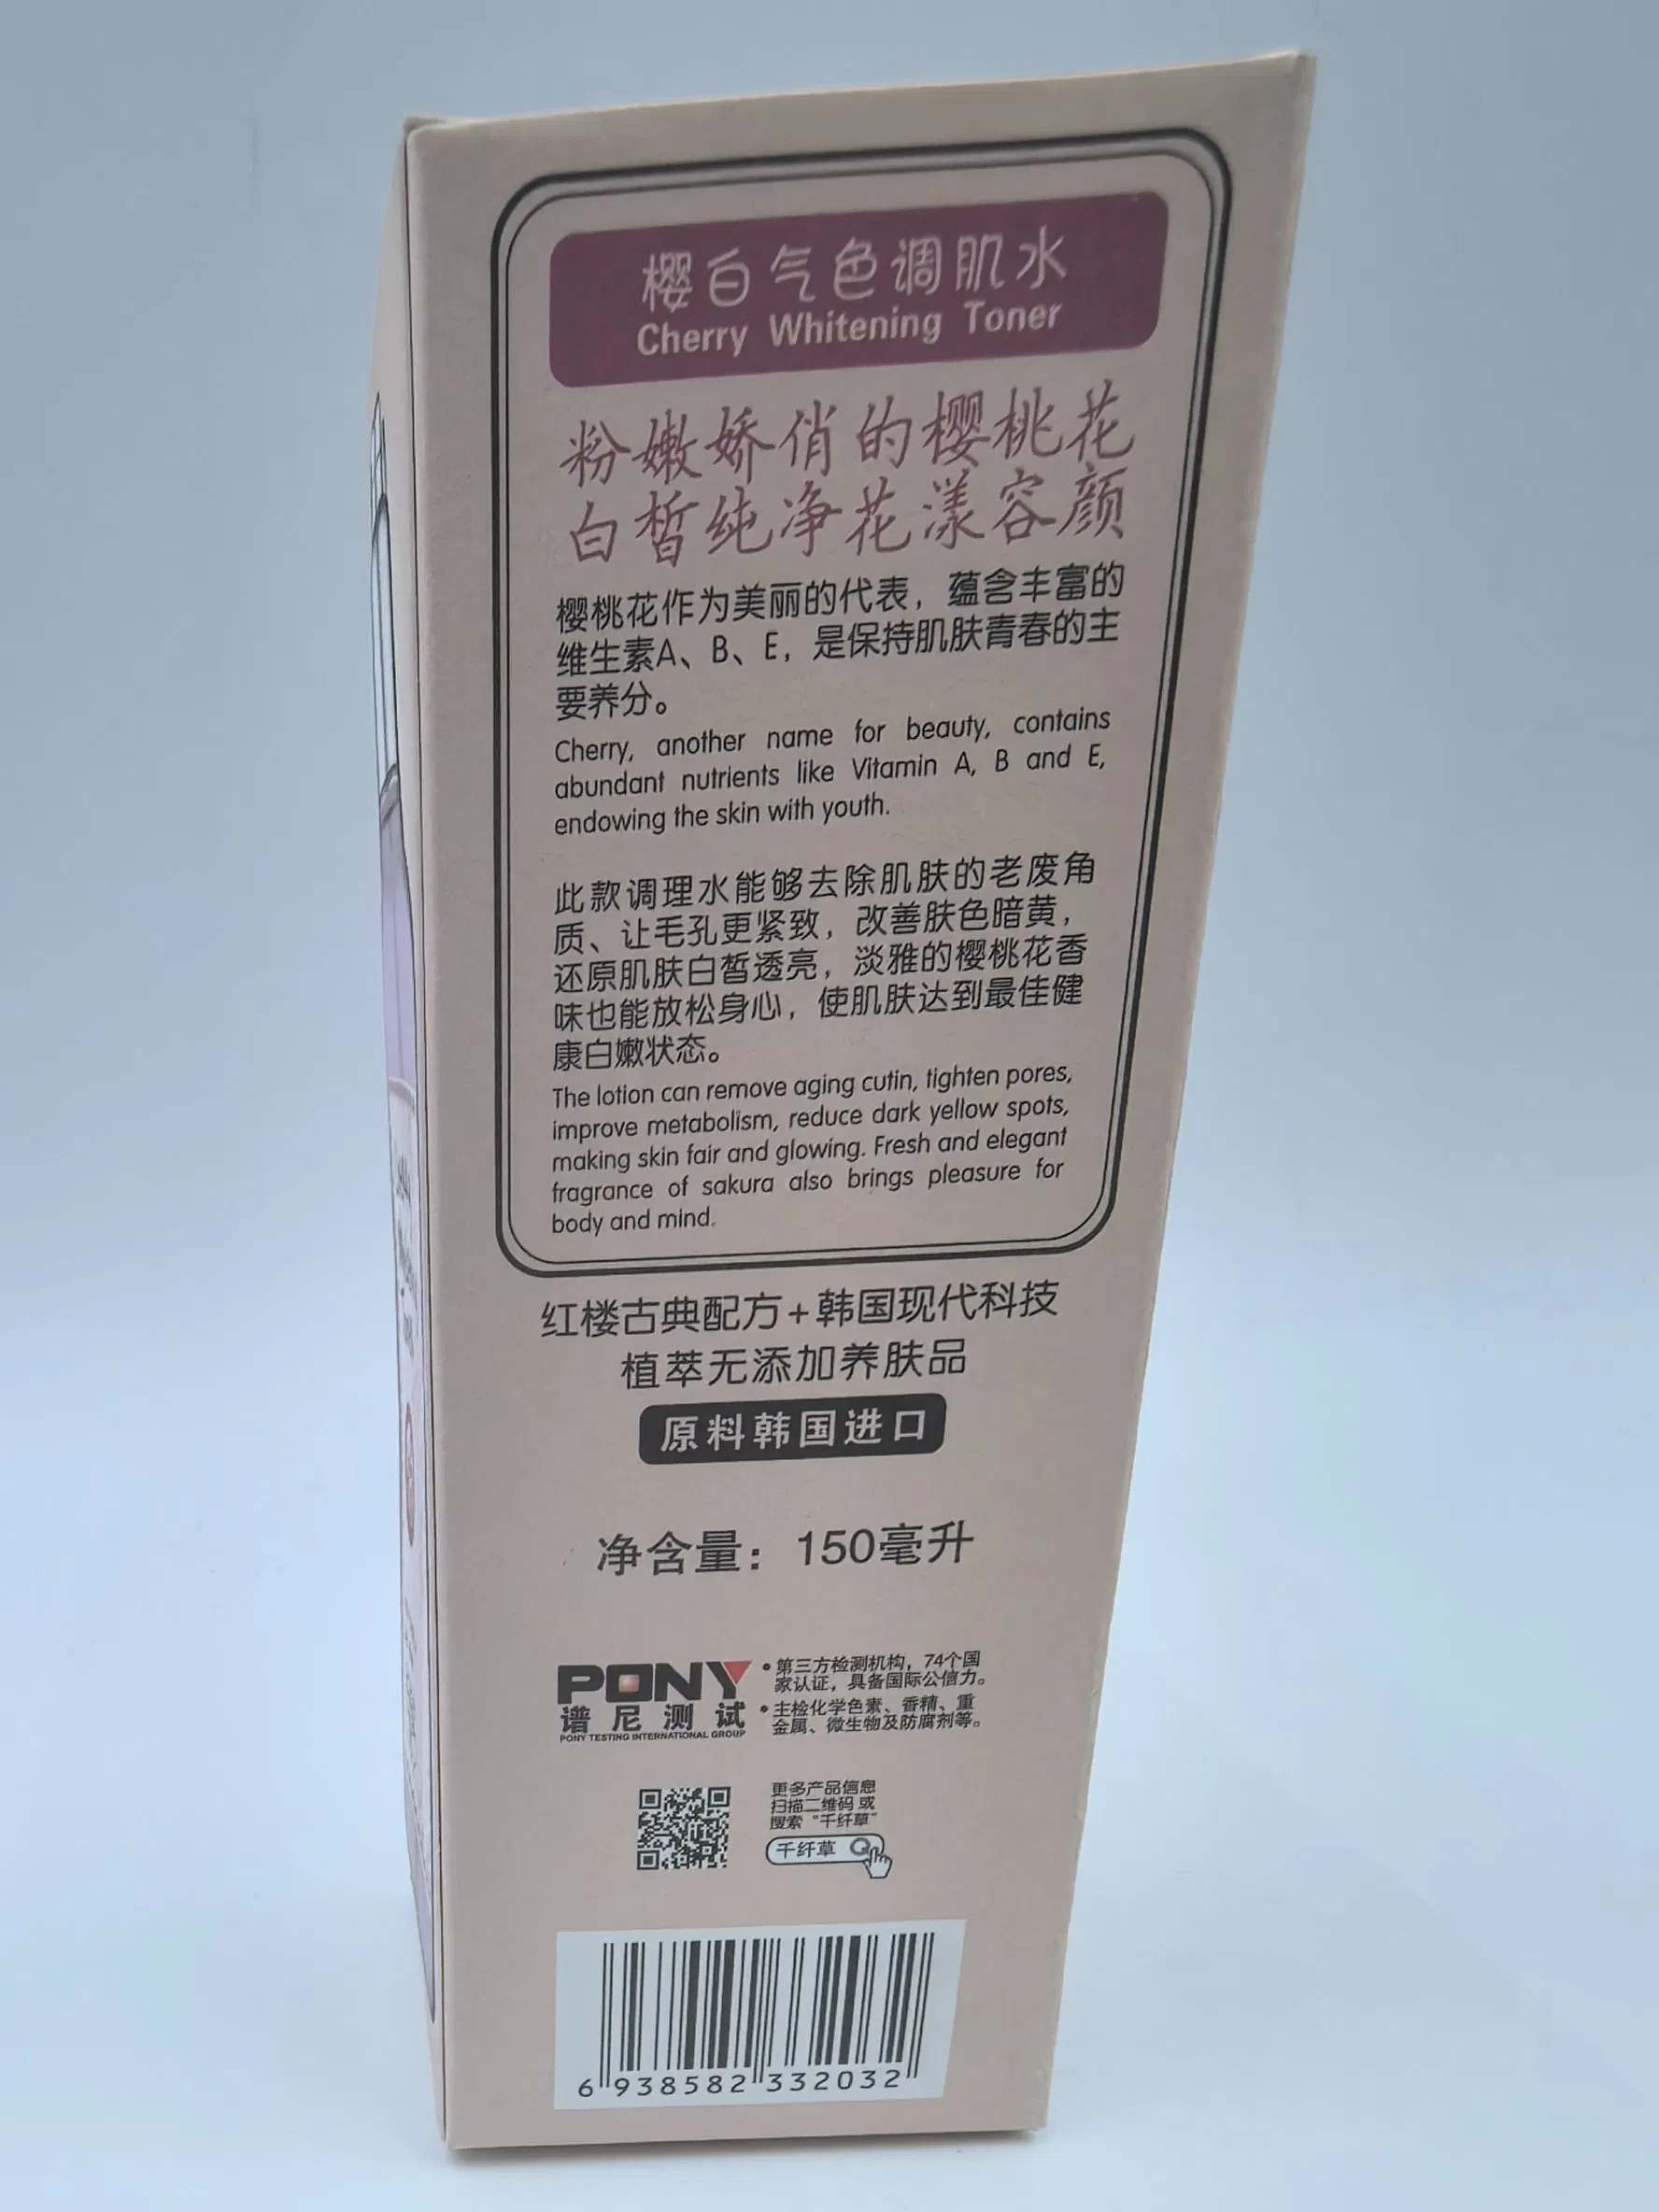 樱白气色调肌水
Cherry Whitening Toner
粉嫩娇俏的樱桃花
白皙纯净花漾容颜
樱桃花作为美丽的代表，蕴含丰富的
维生素A、B、E，是保持肌肤青春的主
要养分。
Cherry, another name for beauty, contains
abundant nutrients like Vitamin A, B and E,
endowing the skin with youth.
此款调理水能够去除肌肤的老废角
质、让毛孔更紧致，改善肤色暗黄，
还原肌肤白皙透亮，淡雅的樱桃花香
味也能放松身心，使肌肤达到最佳健
康白嫩状态。
The lotion can remove aging cutin, tighten pores,
improve metabolism, reduce dark yellow spots,
making skin fair and glowing. Fresh and elegant
fragrance of sakura also brings pleasure for
body and mind.
红楼古典配方+韩国现代科技
植萃无添加养肤品
原料韩国进口
净含量：150毫升
PONY
谱尼测试
PONY TESTING INTERNATIONAL GROUP
•第三方检测机构，74个国
家认证，具备国际公信力。
•主检化学色素、香精、重
金属、微生物及防腐剂等。
更多产品信息
扫描二维码 或
搜索“千纤草”
千纤草
6 938582 332032